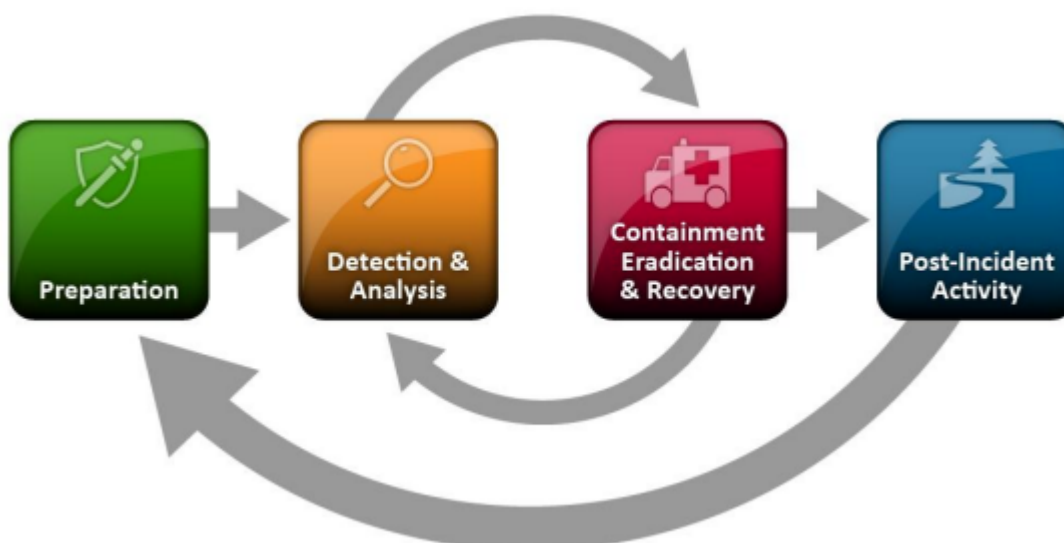 Preparation
Detection &
Analysis
Containment
Eradication
& Recovery
Post-Incident
Activity